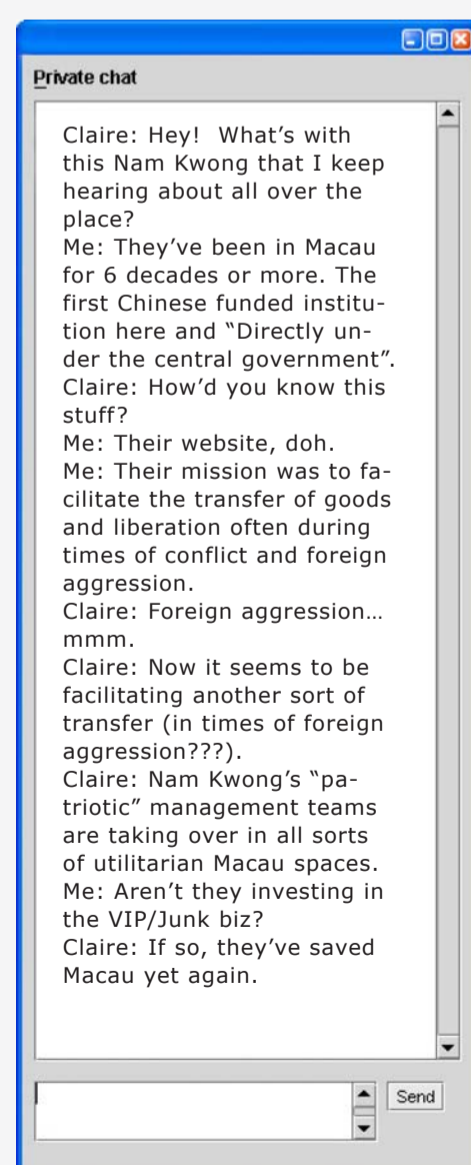 Private chat
Claire: Hey!  What’s with
this Nam Kwong that I keep
hearing about all over the
place?
Me: They’ve been in Macau
for 6 decades or more. The
first Chinese funded institu-
tion here and “Directly un-
der the central government”.
Claire: How’d you know this
stuff?
Me: Their website, doh.
Me: Their mission was to fa-
cilitate the transfer of goods
and liberation often during
times of conflict and foreign
aggression.
Claire: Foreign aggression…
mmm.
Claire: Now it seems to be
facilitating another sort of
transfer (in times of foreign
aggression???).
Claire: Nam Kwong’s “pa-
triotic” management teams
are taking over in all sorts
of utilitarian Macau spaces.
Me: Aren’t they investing in
the VIP/Junk biz?
Claire: If so, they’ve saved
Macau yet again.
Send